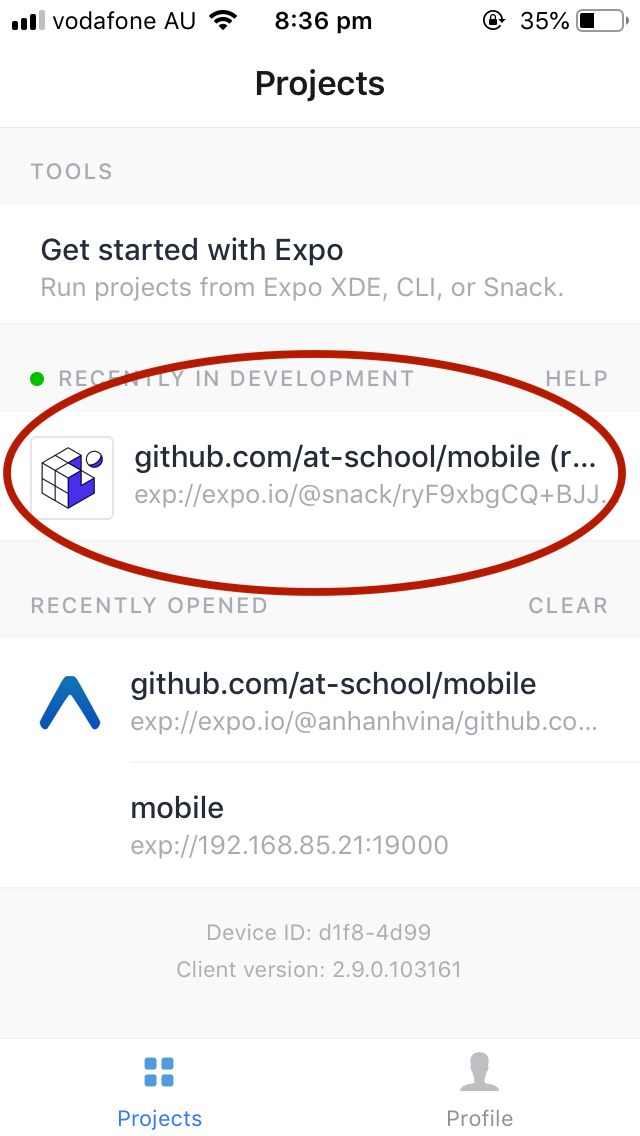 vodafone AU 8:36 pm 35%
Projects
TOOLS
Get started with Expo
Run projects from Expo XDE, CLI, or Snack.
RECENTLY IN DEVELOPMENT HELP
github.com/at-school/mobile (r...
exp://expo.io/@snack/ryF9xbgCQ+BJJ.
RECENTLY OPENED CLEAR
github.com/at-school/mobile
exp://expo.io/@anhanhvina/github.co...
mobile
exp://192.168.85.21:19000
Device ID: d1f8-4d99
Client version: 2.9.0.103161
Projects Profile